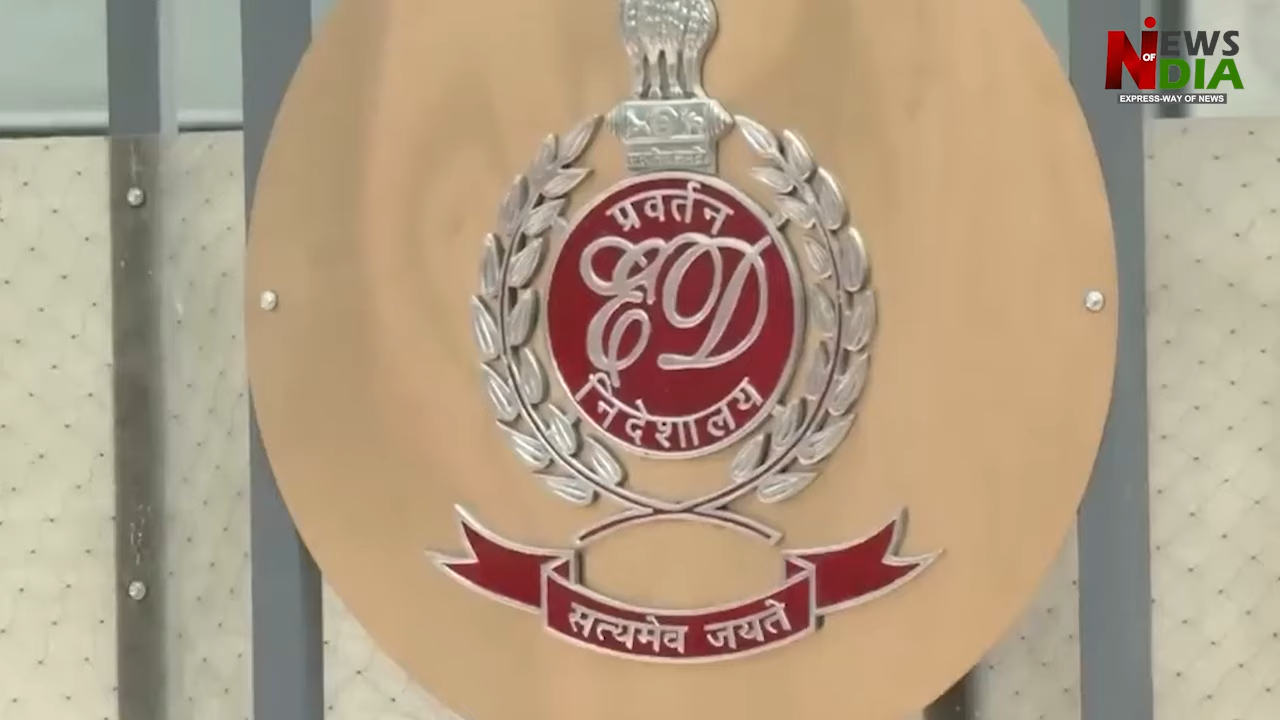 NEWS
OF
iNDIA
EXPRESS-WAY OF NEWS
प्रवर्तन
ED
निदेशालय
सत्यमेव जयते